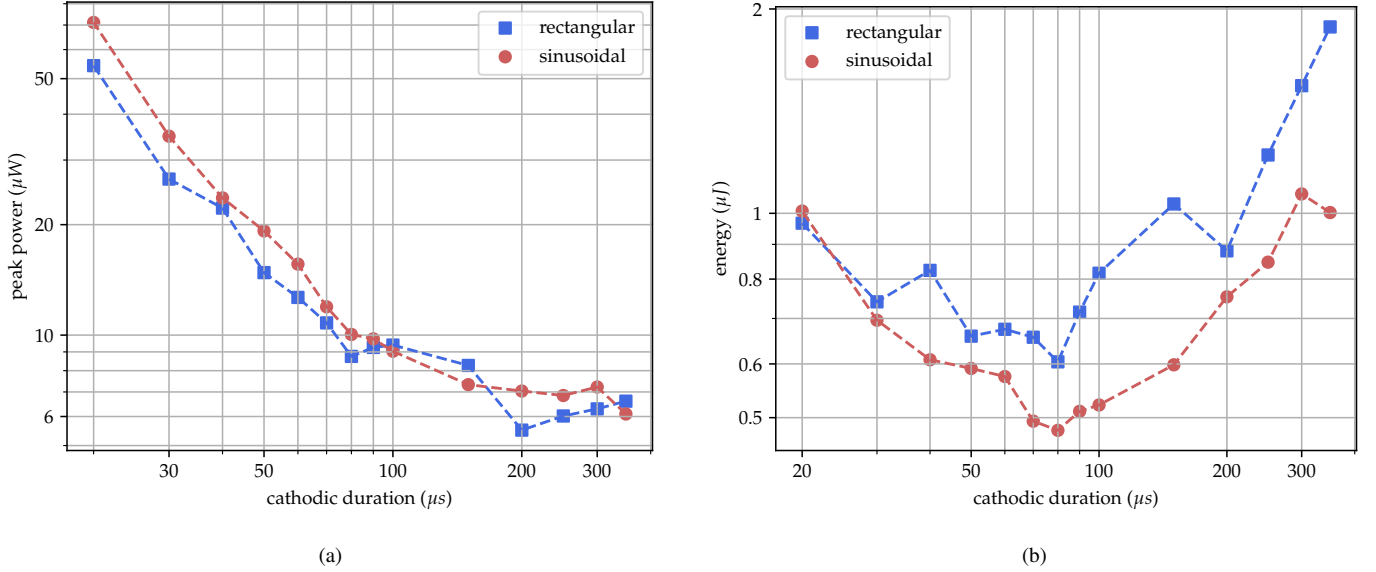 rectangular
sinusoidal
50
20
10
6
peak power (μW)
30
50
100
200
300
cathodic duration (μs)
(a)
rectangular
sinusoidal
2
1
0.8
0.6
0.5
energy (μJ)
20
50
100
200
300
cathodic duration (μs)
(b)